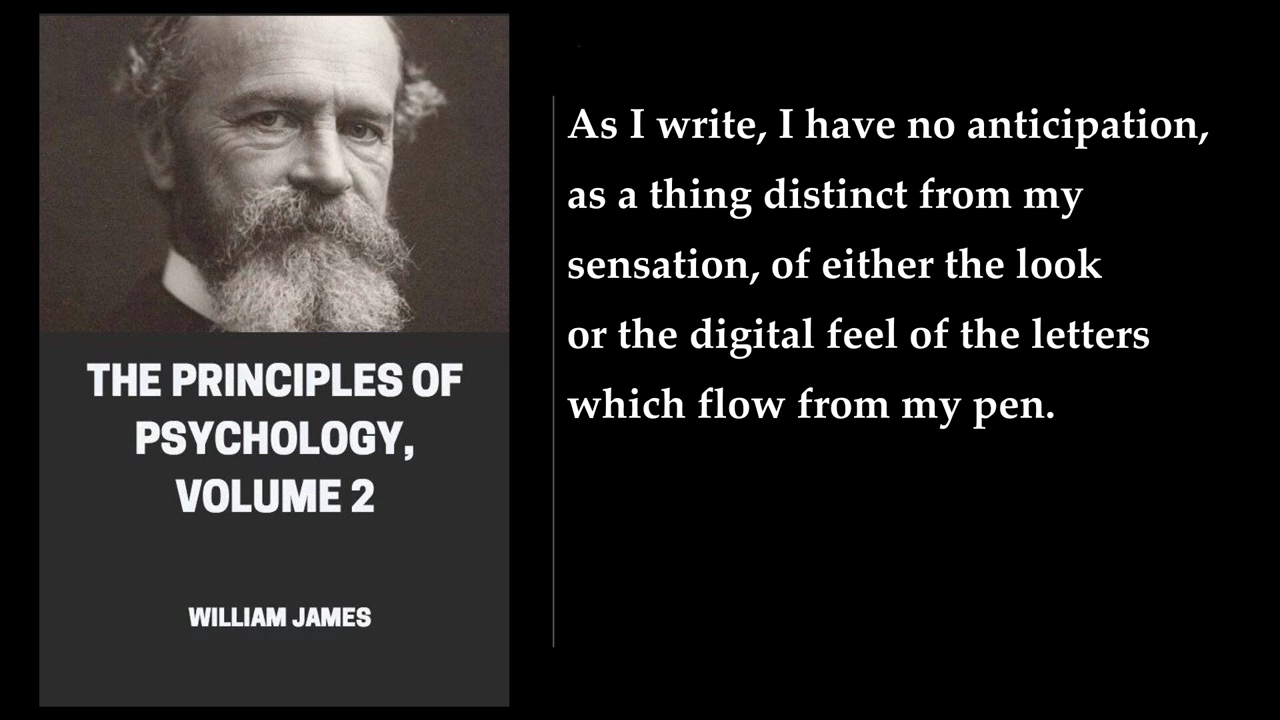 THE PRINCIPLES OF
PSYCHOLOGY,
VOLUME 2
WILLIAM JAMES
As I write, I have no anticipation,
as a thing distinct from my
sensation, of either the look
or the digital feel of the letters
which flow from my pen.